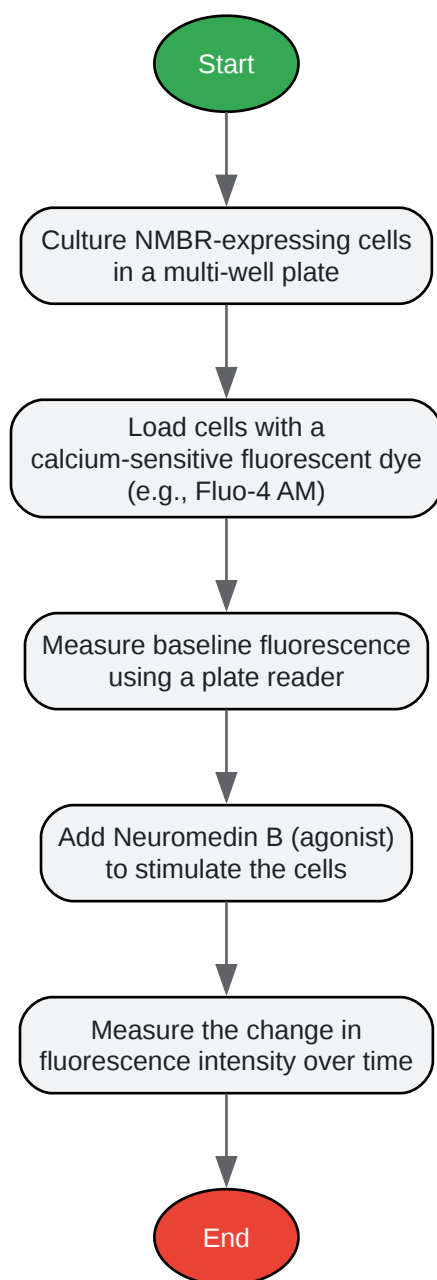 Start
Culture NMBR-expressing cells
in a multi-well plate
Load cells with a
calcium-sensitive fluorescent dye
(e.g., Fluo-4 AM)
Measure baseline fluorescence
using a plate reader
Add Neuromedin B (agonist)
to stimulate the cells
Measure the change in
fluorescence intensity over time
End